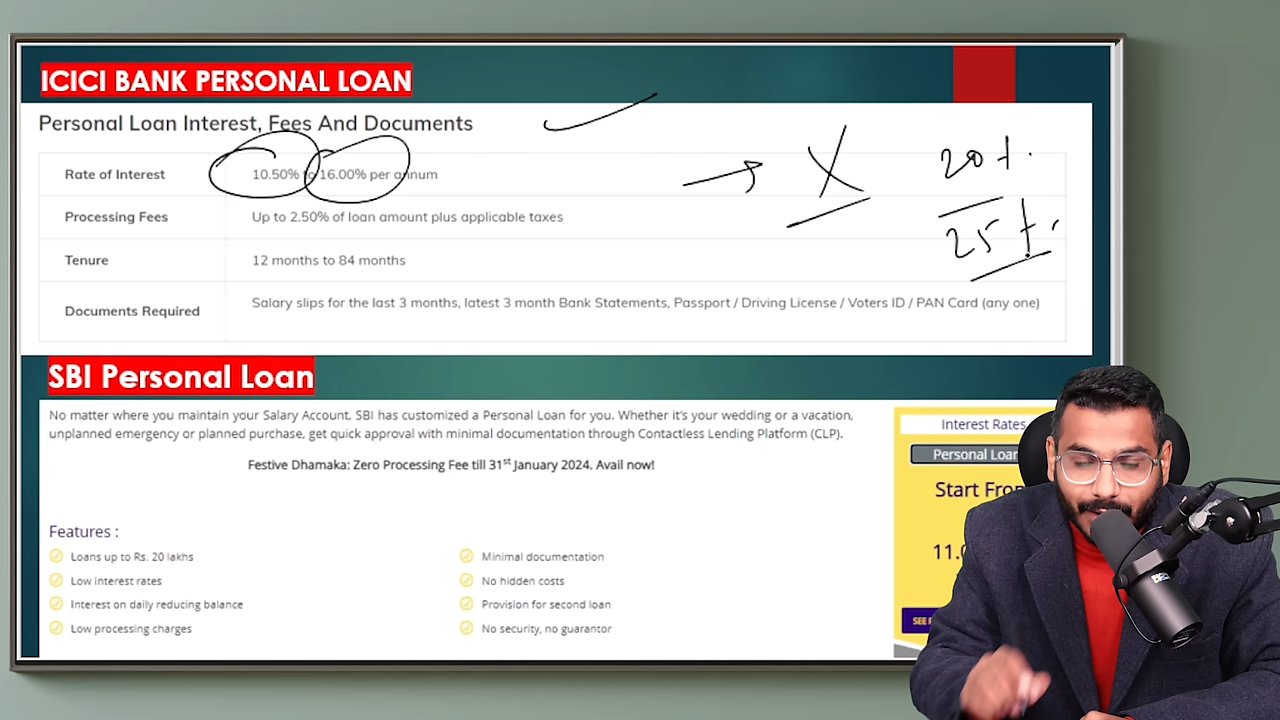 ICICI BANK PERSONAL LOAN
Personal Loan Interest, Fees And Documents
Rate of Interest 10.50% to 16.00% per annum
Processing Fees Up to 2.50% of loan amount plus applicable taxes
Tenure 12 months to 84 months
Documents Required Salary slips for the last 3 months, latest 3 month Bank Statements, Passport / Driving License / Voters ID / PAN Card (any one)
X
20%
25%
SBI Personal Loan
No matter where you maintain your Salary Account, SBI has customized a Personal Loan for you. Whether it's your wedding or a vacation,
unplanned emergency or planned purchase, get quick approval with minimal documentation through Contactless Lending Platform (CLP).
Festive Dhamaka: Zero Processing Fee till 31st January 2024. Avail now!
Features :
Loans up to Rs. 20 lakhs
Low interest rates
Interest on daily reducing balance
Low processing charges
Minimal documentation
No hidden costs
Provision for second loan
No security, no guarantor
Interest Rates
Personal Loan
Start From
SEE